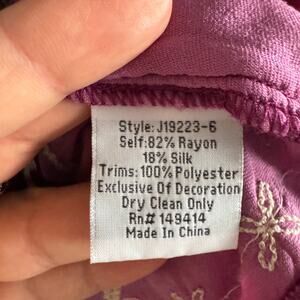 Style: J19223-6
Self: 82% Rayon
18% Silk
Trims: 100% Polyester
Exclusive Of Decoration
Dry Clean Only
Rn# 149414
Made In China